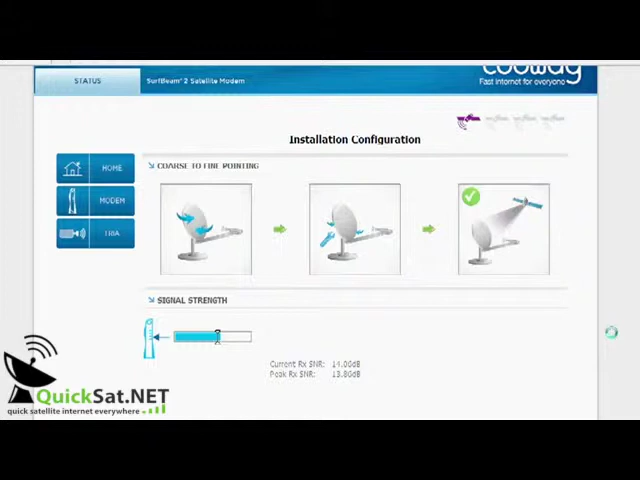 tooway
Fast internet for everyone
STATUS
SurfBeam® 2 Satellite Modem
Installation Configuration
HOME
COARSE TO FINE POINTING
MODEM
TRIA
SIGNAL STRENGTH
Current Rx SNR: 14.00dB
Peak Rx SNR: 13.80dB
QuickSat.NET
quick satellite internet everywhere